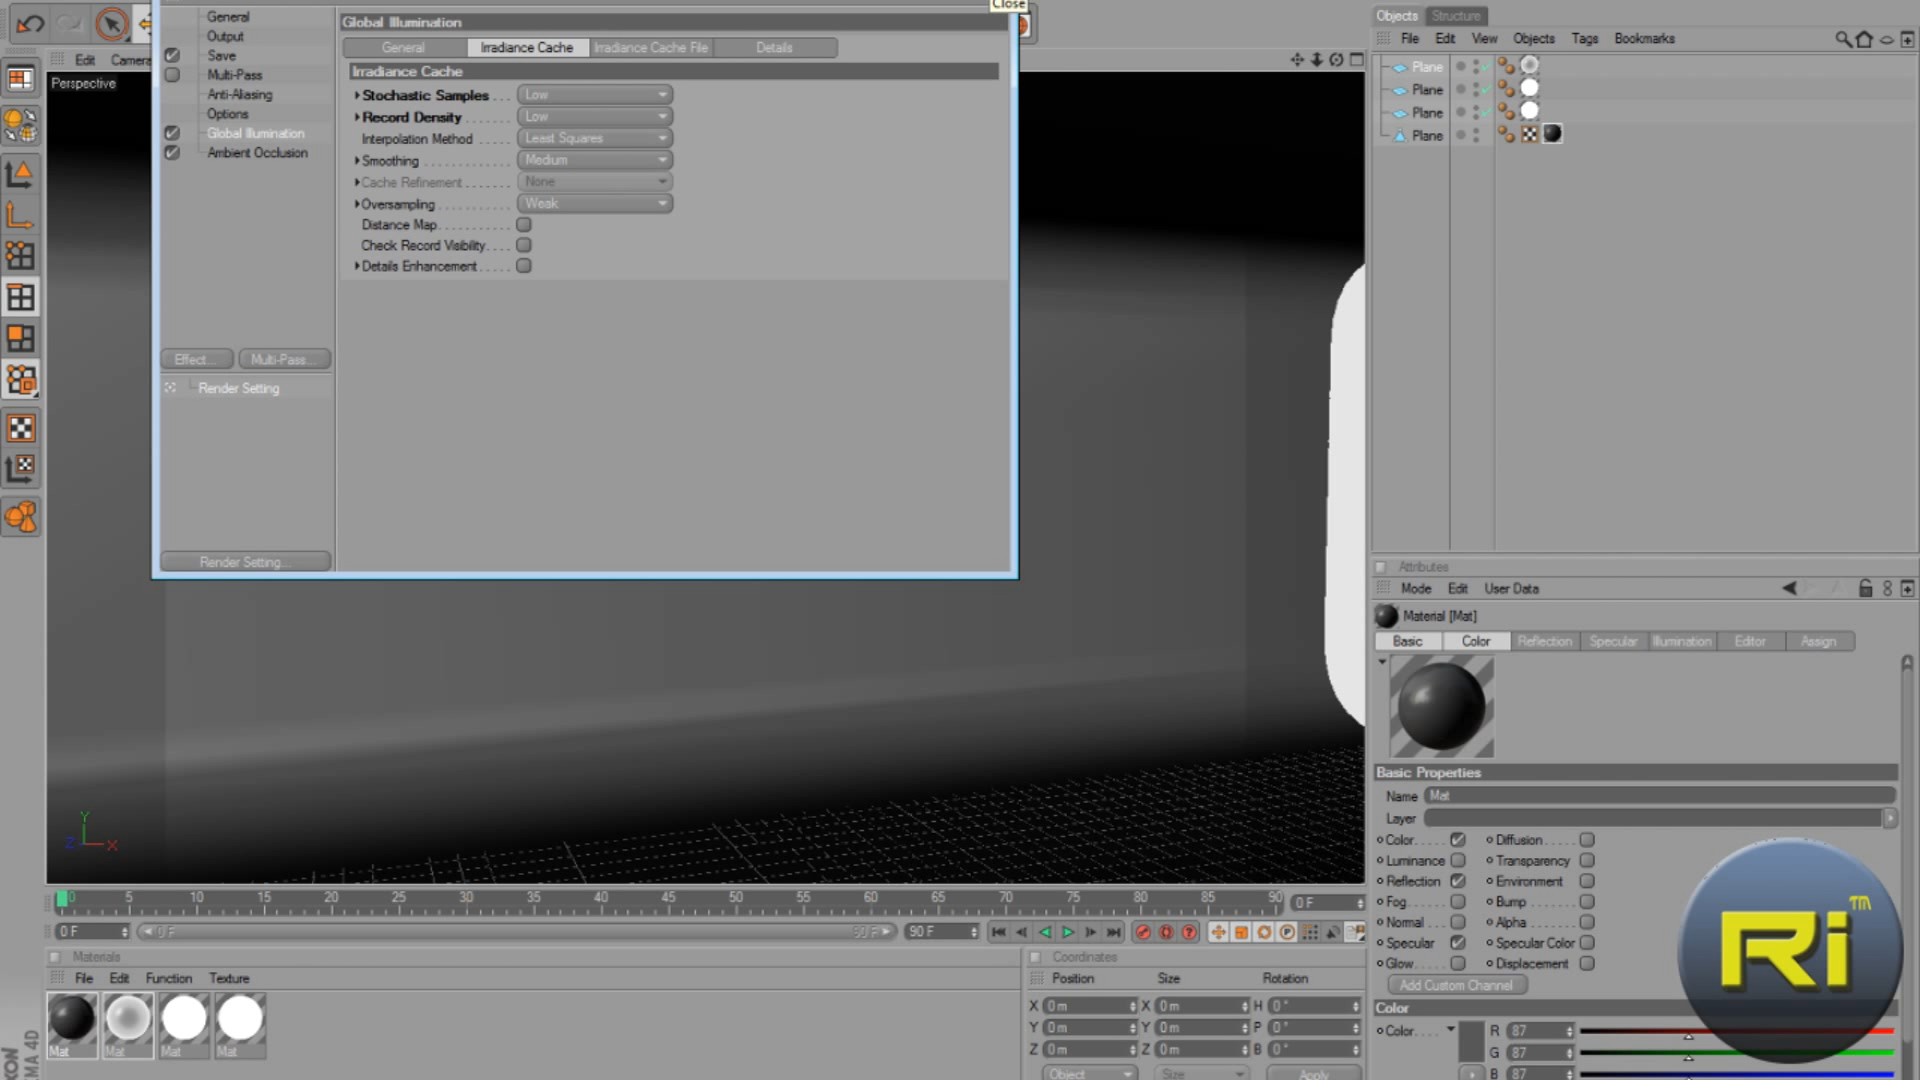 Close
General
Output
Save
Multi-Pass
Anti-Aliasing
Options
Global Illumination
Ambient Occlusion
Effect...
Multi-Pass...
Render Setting
Render Setting...
Global Illumination
General
Irradiance Cache
Irradiance Cache File
Details
Irradiance Cache
Stochastic Samples . . . Low
Record Density . . . . . . Low
Interpolation Method Least Squares
Smoothing . . . . . . . . . . . Medium
Cache Refinement . . . . . . . None
Oversampling . . . . . . . . . . Weak
Distance Map . . . . . . . . . .
Check Record Visibility . . . .
Details Enhancement . . . . .
Edit
Camera
Perspective
Y
Z
X
Objects
Structure
File
Edit
View
Objects
Tags
Bookmarks
Plane
Plane
Plane
Plane
Attributes
Mode
Edit
User Data
Material [Mat]
Basic
Color
Reflection
Specular
Illumination
Editor
Assign
Basic Properties
Name Mat
Layer
Color . . . . Diffusion . . . . .
Luminance Transparency
Reflection Environment
Fog . . . . . Bump . . . . . .
Normal . . . Alpha . . . . . .
Specular Specular Color
Glow . . . . . Displacement
Add Custom Channel
Color
Color . . . R 87
G 87
B 87
Ri™
0 5 10 15 20 25 30 35 40 45 50 55 60 65 70 75 80 85 90
0 F
0 F
0 F
90 F
90 F
Materials
File
Edit
Function
Texture
Mat
Mat
Mat
Mat
Coordinates
Position
Size
Rotation
X 0 m X 0 m H 0 °
Y 0 m Y 0 m P 0 °
Z 0 m Z 0 m B 0 °
Object
Size
Apply